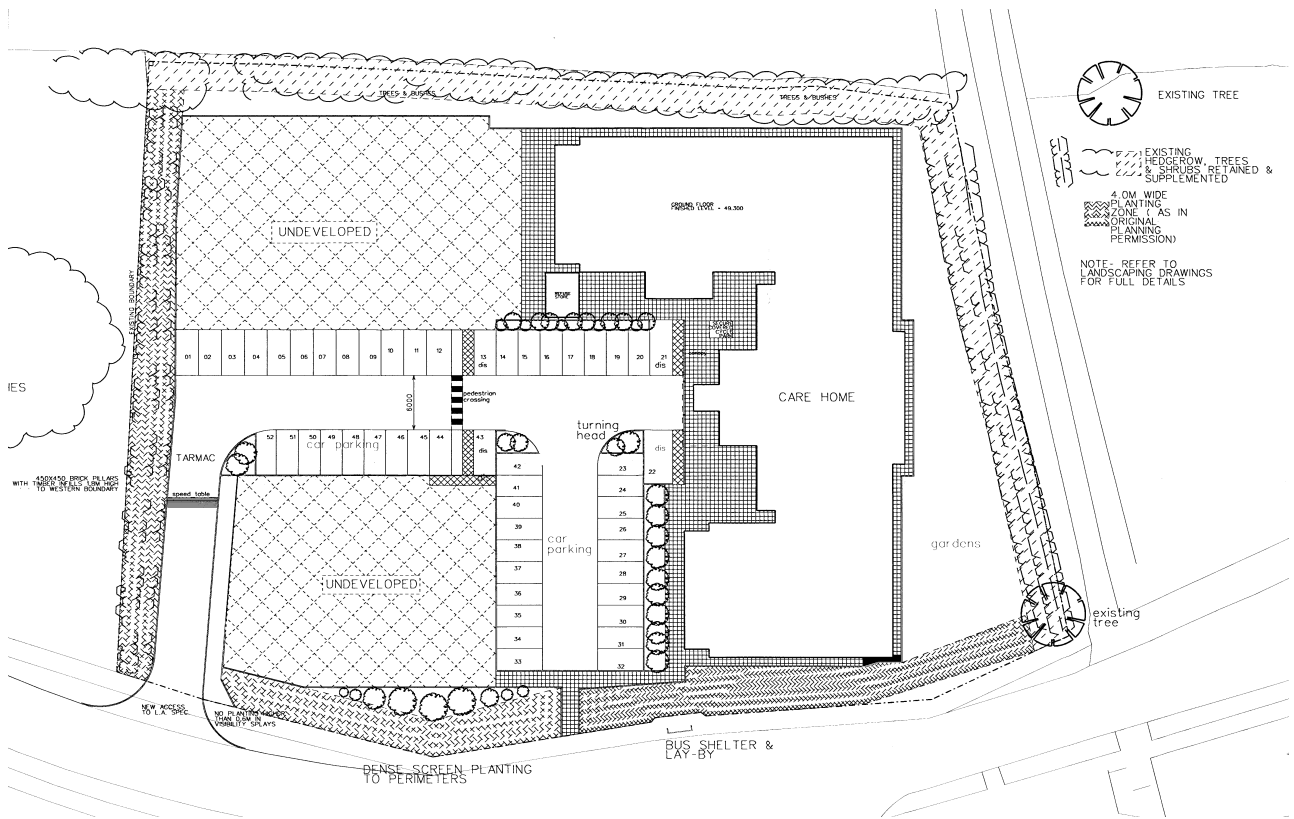 EXISTING TREE
TREES & BUSHES
TREES & BUSHES
EXISTING
HEDGEROW, TREES
& SHRUBS RETAINED &
SUPPLEMENTED
4.0M WIDE
PLANTING
ZONE ( AS IN
ORIGINAL
PLANNING
PERMISSION)
NOTE- REFER TO
LANDSCAPING DRAWINGS
FOR FULL DETAILS
GROUND FLOOR
FINISHED LEVEL - 49.300
UNDEVELOPED
EXISTING BOUNDARY
REFUSE
STORE
01 02 03 04 05 06 07 08 09 10 11 12 13 14 15 16 17 18 19 20 21
dis
dis
canopy
IES
6000
pedestrian
crossing
CARE HOME
turning
head
52 51 50 49 48 47 46 45 44 43
car parking
dis
dis
TARMAC
22
42
23
450X450 BRICK PILLARS
WITH TIMBER INFILLS 1.8M HIGH
TO WESTERN BOUNDARY
speed table
41
24
40
25
39
26
car
parking
38
27
37
28
36
29
35
30
34
31
33
32
gardens
UNDEVELOPED
existing
tree
NEW ACCESS
TO L.A. SPEC
NO PLANTING HIGHER
THAN 0.6M IN
VISIBILITY SPLAYS
BUS SHELTER &
LAY-BY
DENSE SCREEN PLANTING
TO PERIMETERS